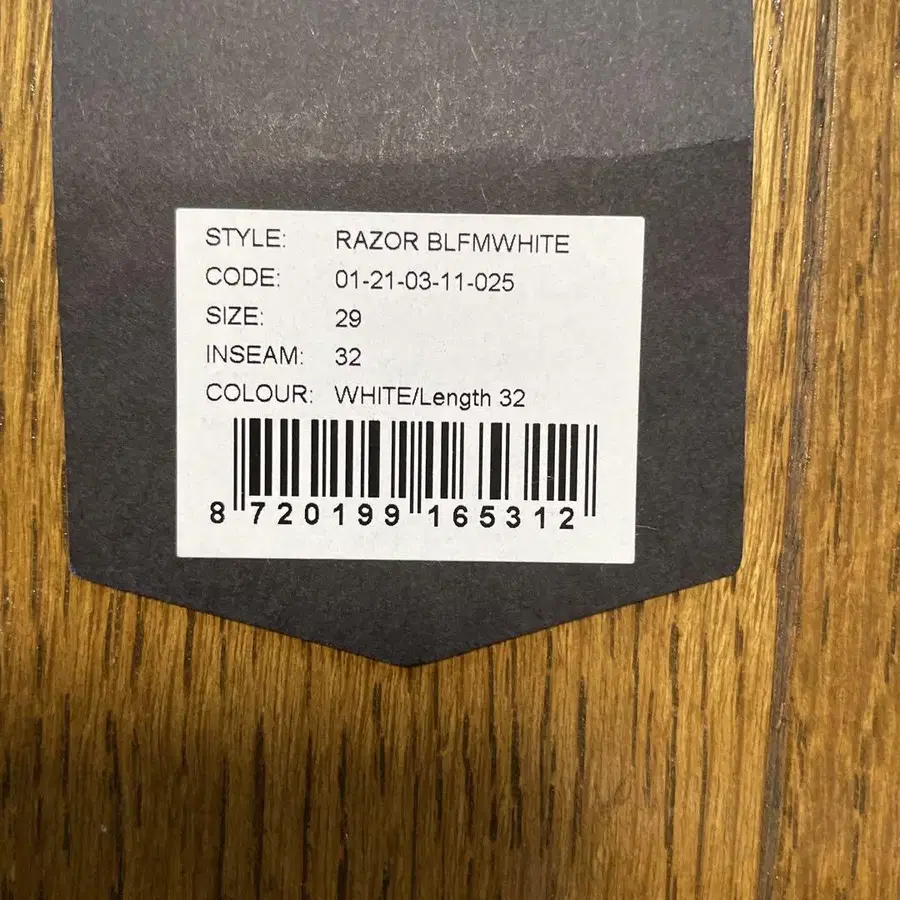 STYLE: RAZOR BLFMWHITE
CODE: 01-21-03-11-025
SIZE: 29
INSEAM: 32
COLOUR: WHITE/Length 32
8 720199 165312